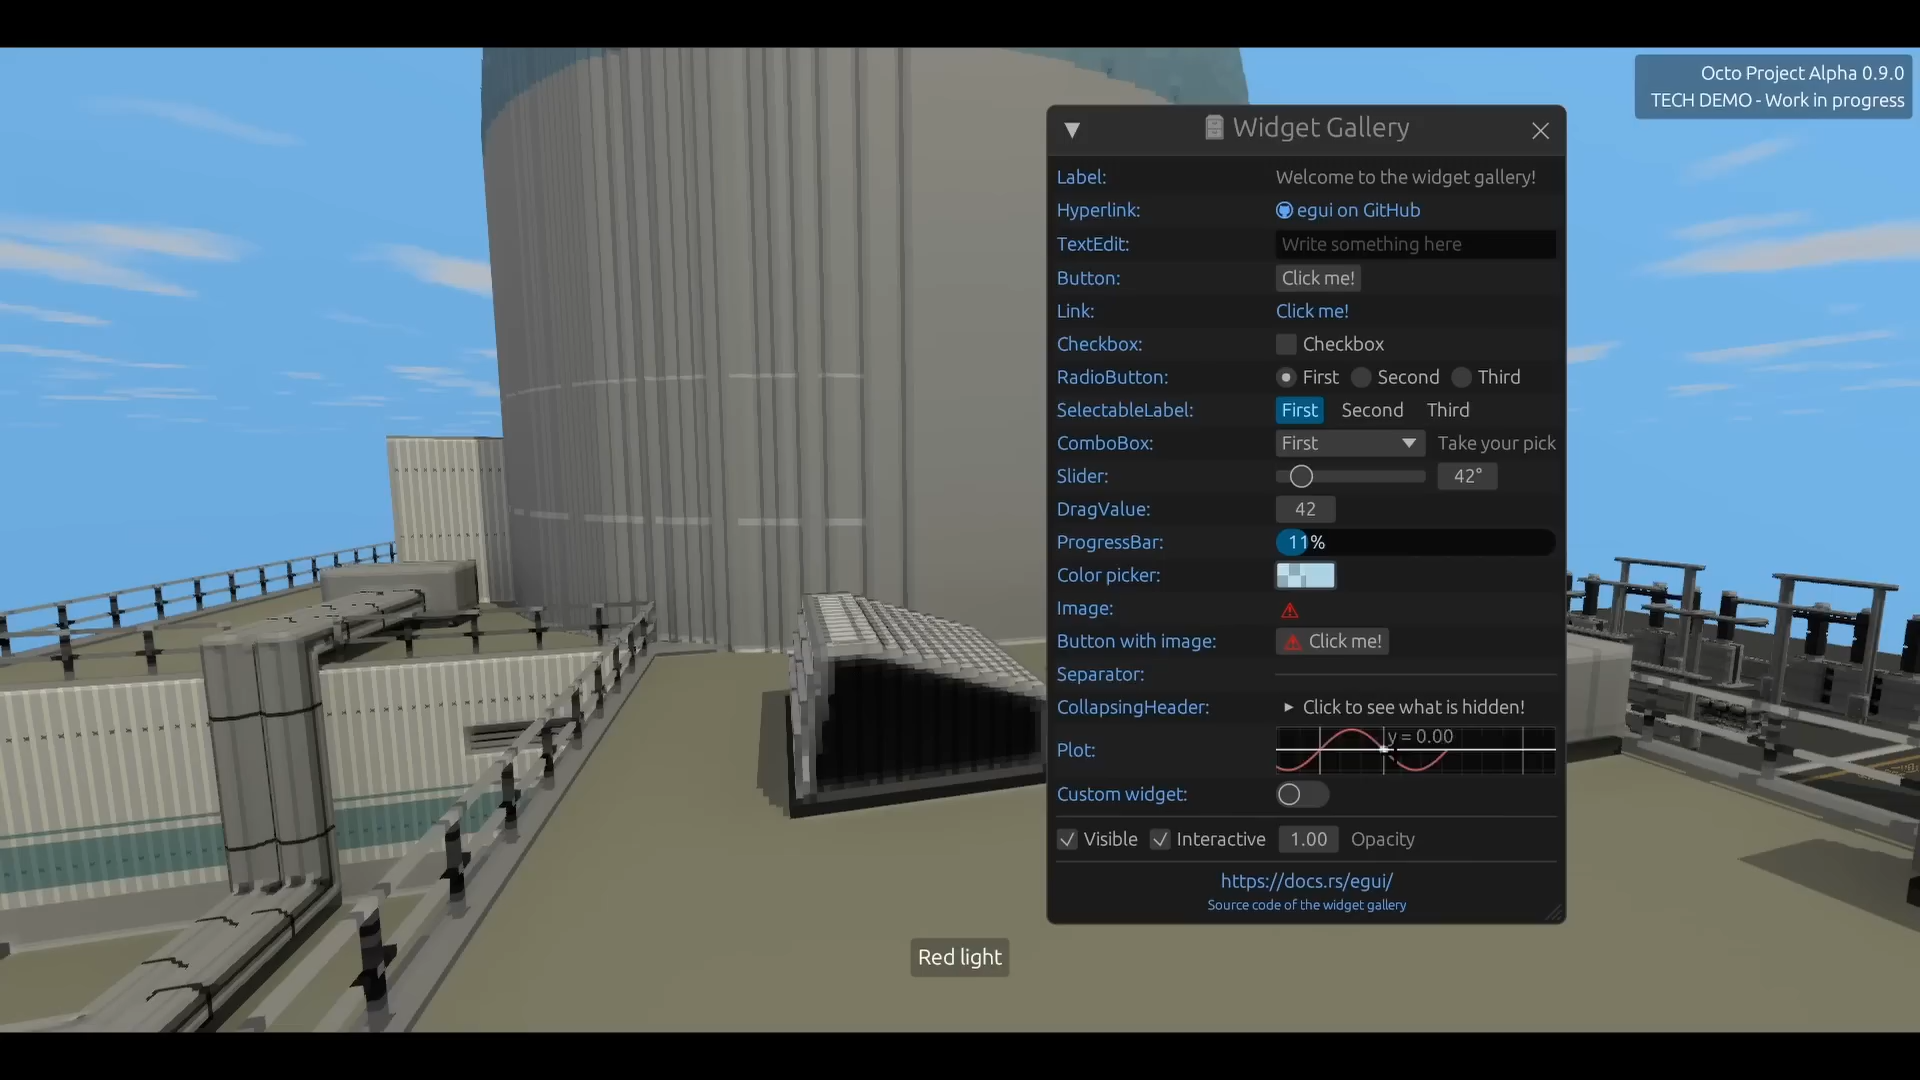 Octo Project Alpha 0.9.0
TECH DEMO - Work in progress
Widget Gallery
Label: Welcome to the widget gallery!
Hyperlink: egui on GitHub
TextEdit: Write something here
Button: Click me!
Link: Click me!
Checkbox: Checkbox
RadioButton: First Second Third
SelectableLabel: First Second Third
ComboBox: First Take your pick
Slider: 42°
DragValue: 42
ProgressBar: 11%
Color picker:
Image:
Button with image: Click me!
Separator:
CollapsingHeader: Click to see what is hidden!
Plot: y = 0.00
Custom widget:
Visible Interactive 1.00 Opacity
https://docs.rs/egui/
Source code of the widget gallery
Red light